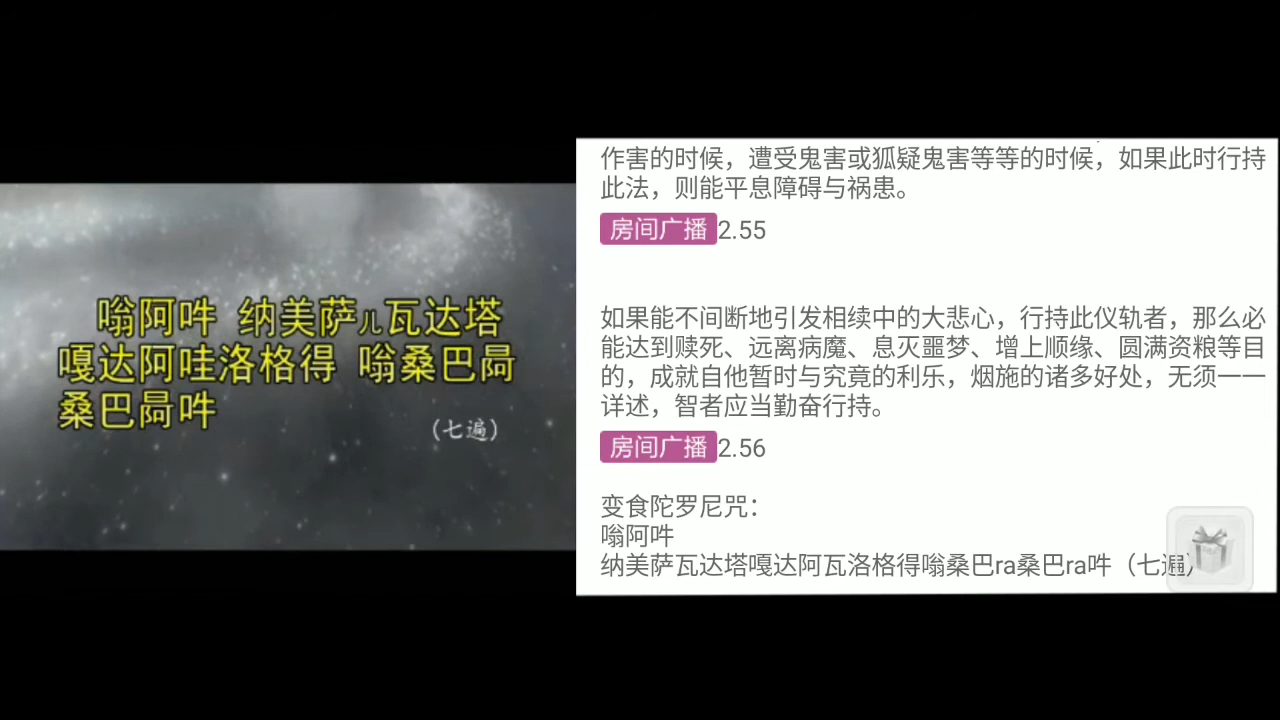 嗡阿吽 纳美萨儿瓦达塔
嘎达阿哇洛格得 嗡桑巴
桑巴 吽
（七遍）
作害的时候，遭受鬼害或狐疑鬼害等等的时候，如果此时行持
此法，则能平息障碍与祸患。
房间广播2.55
如果能不间断地引发相续中的大悲心，行持此仪轨者，那么必
能达到赎死、远离病魔、息灭噩梦、增上顺缘、圆满资粮等目
的，成就自他暂时与究竟的利乐，烟施的诸多好处，无须一一
详述，智者应当勤奋行持。
房间广播2.56
变食陀罗尼咒：
嗡阿吽
纳美萨瓦达塔嘎达阿瓦洛格得嗡桑巴ra桑巴ra吽（七遍）